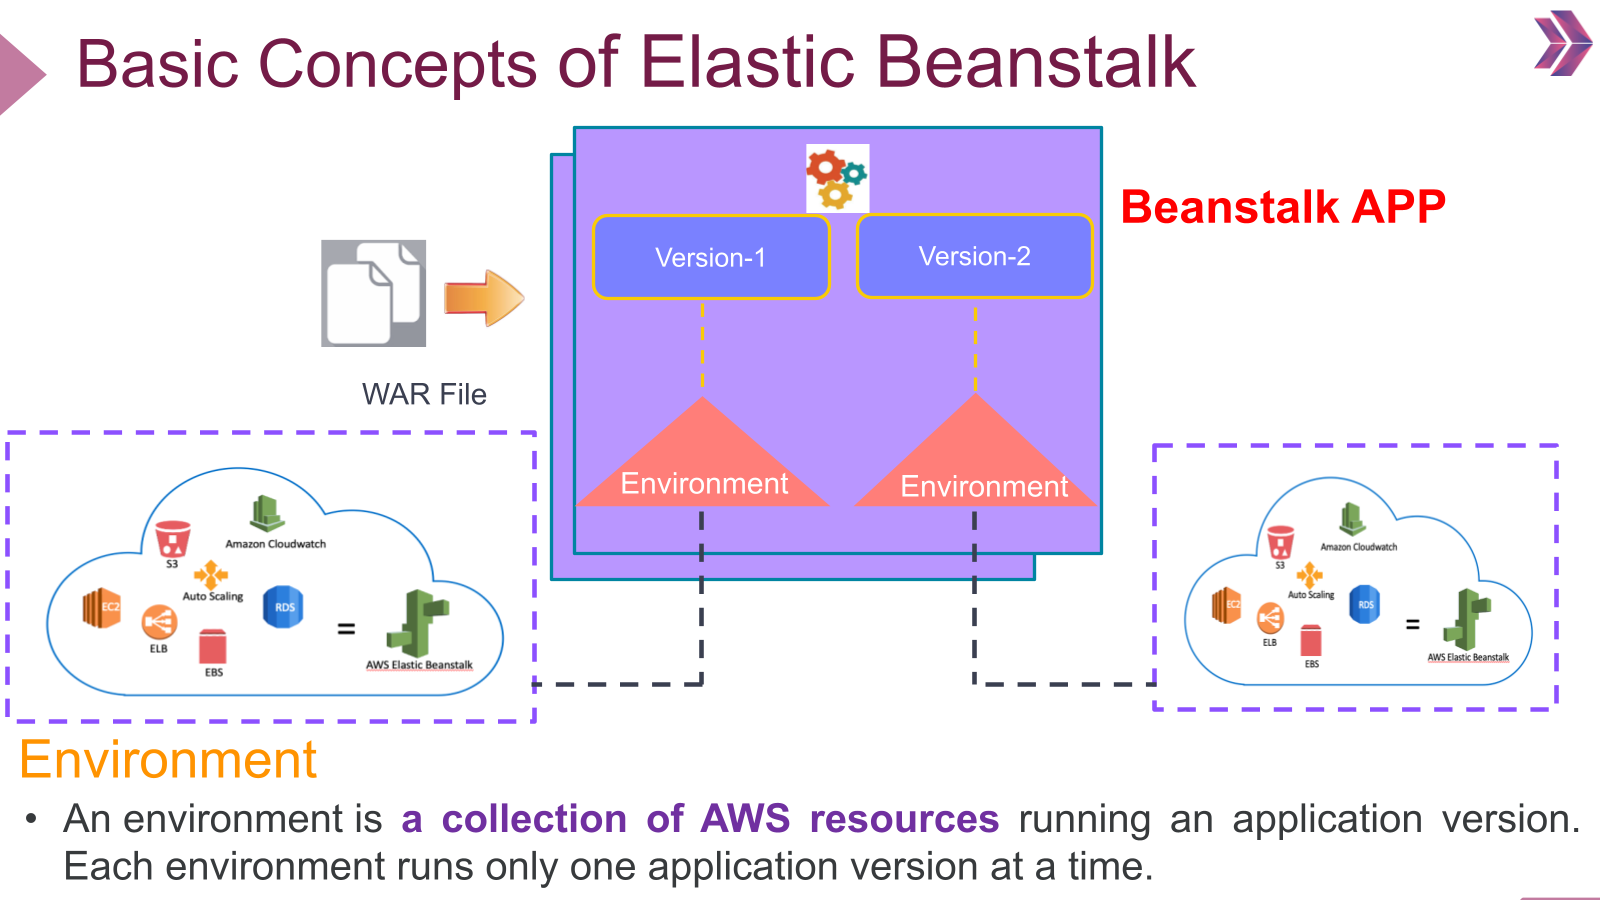 Basic Concepts of Elastic Beanstalk
Beanstalk APP
Version-1
Version-2
WAR File
Environment
Environment
Amazon Cloudwatch
S3
Auto Scaling
EC2
RDS
ELB
EBS
=
AWS Elastic Beanstalk
Amazon Cloudwatch
S3
Auto Scaling
EC2
RDS
ELB
EBS
=
AWS Elastic Beanstalk
Environment
• An environment is a collection of AWS resources running an application version.
Each environment runs only one application version at a time.